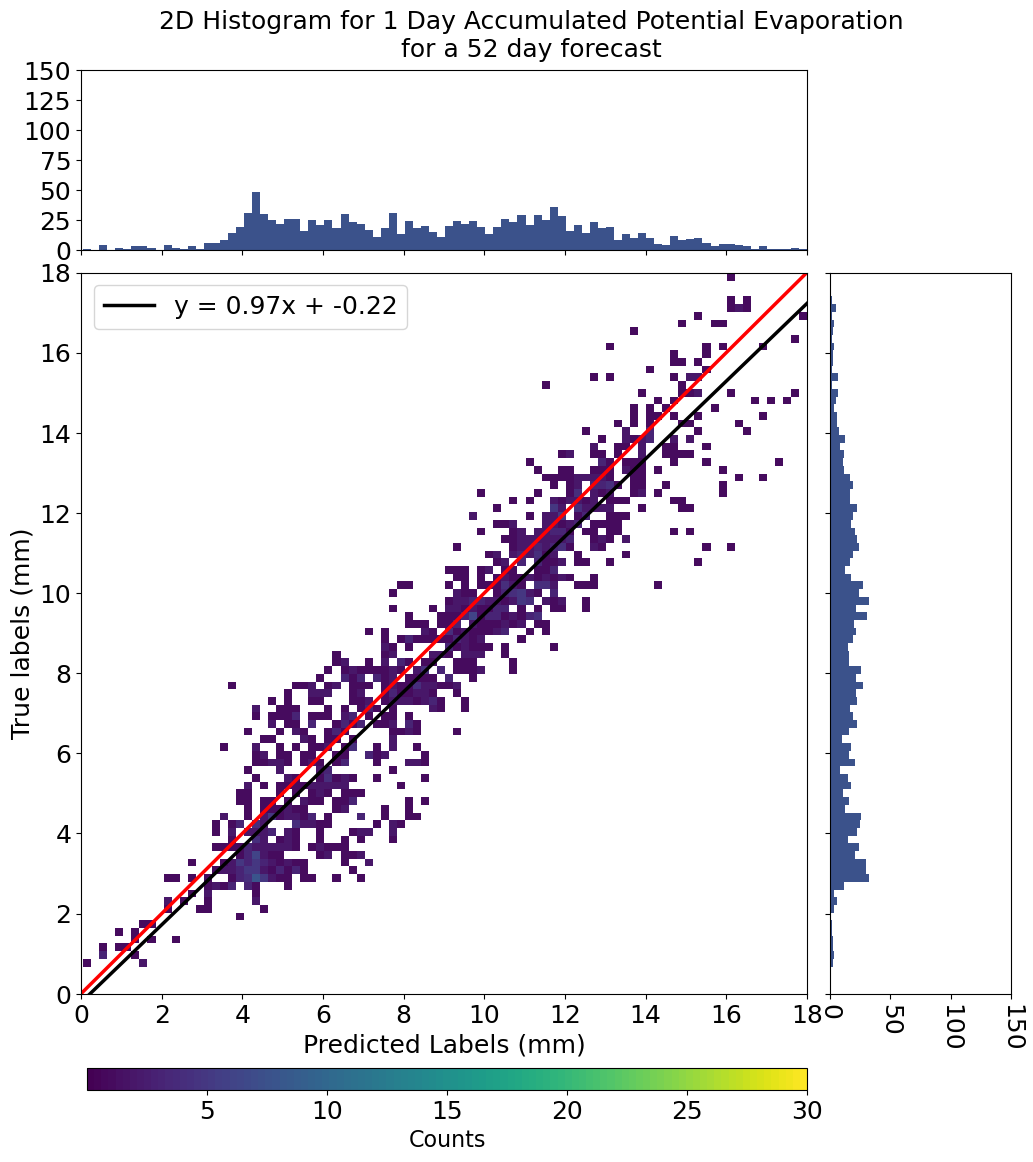 2D Histogram for 1 Day Accumulated Potential Evaporation
for a 52 day forecast
150
125
100
75
50
25
0
18
16
14
12
10
8
6
4
2
0
True labels (mm)
y = 0.97x + -0.22
0 2 4 6 8 10 12 14 16 18
Predicted Labels (mm)
0 50 100 150
5 10 15 20 25 30
Counts